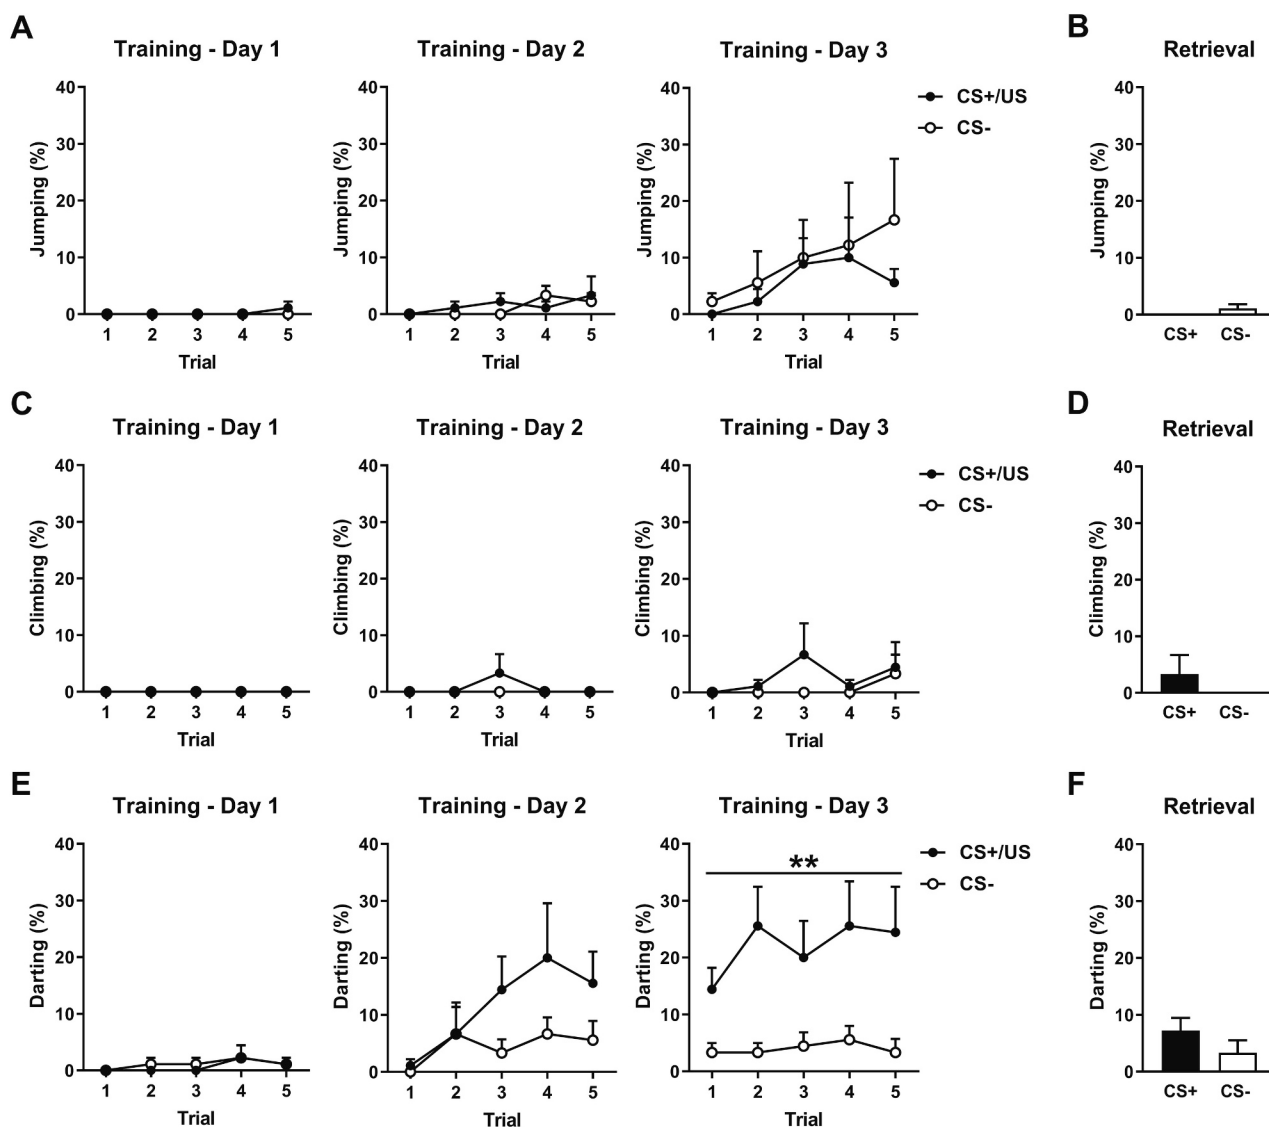 A
Training - Day 1
Jumping (%)
40
30
20
10
0
1 2 3 4 5
Trial
Training - Day 2
Jumping (%)
40
30
20
10
0
1 2 3 4 5
Trial
Training - Day 3
Jumping (%)
40
30
20
10
0
1 2 3 4 5
Trial
CS+/US
CS-
B
Retrieval
Jumping (%)
40
30
20
10
0
CS+ CS-
C
Training - Day 1
Climbing (%)
40
30
20
10
0
1 2 3 4 5
Trial
Training - Day 2
Climbing (%)
40
30
20
10
0
1 2 3 4 5
Trial
Training - Day 3
Climbing (%)
40
30
20
10
0
1 2 3 4 5
Trial
CS+/US
CS-
D
Retrieval
Climbing (%)
40
30
20
10
0
CS+ CS-
E
Training - Day 1
Darting (%)
40
30
20
10
0
1 2 3 4 5
Trial
Training - Day 2
Darting (%)
40
30
20
10
0
1 2 3 4 5
Trial
Training - Day 3
Darting (%)
40
30
20
10
0
**
1 2 3 4 5
Trial
CS+/US
CS-
F
Retrieval
Darting (%)
40
30
20
10
0
CS+ CS-